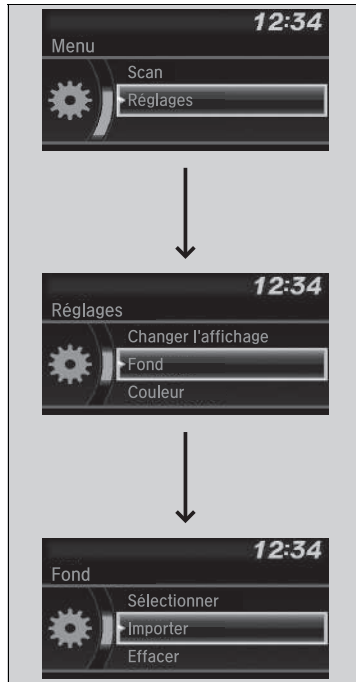 12:34
Menu
Scan
Réglages
12:34
Réglages
Changer l'affichage
Fond
Couleur
12:34
Fond
Sélectionner
Importer
Effacer